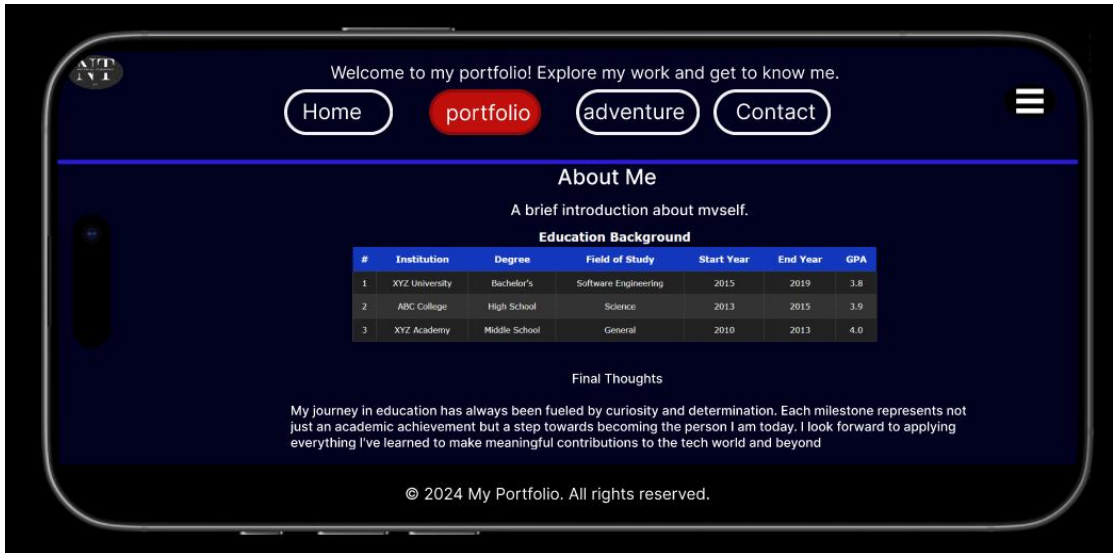 NT
Welcome to my portfolio! Explore my work and get to know me.
Home portfolio adventure Contact
About Me
A brief introduction about myself.
Education Background
# Institution Degree Field of Study Start Year End Year GPA
1 XYZ University Bachelor's Software Engineering 2015 2019 3.8
2 ABC College High School Science 2013 2015 3.9
3 XYZ Academy Middle School General 2010 2013 4.0
Final Thoughts
My journey in education has always been fueled by curiosity and determination. Each milestone represents not
just an academic achievement but a step towards becoming the person I am today. I look forward to applying
everything I've learned to make meaningful contributions to the tech world and beyond
© 2024 My Portfolio. All rights reserved.